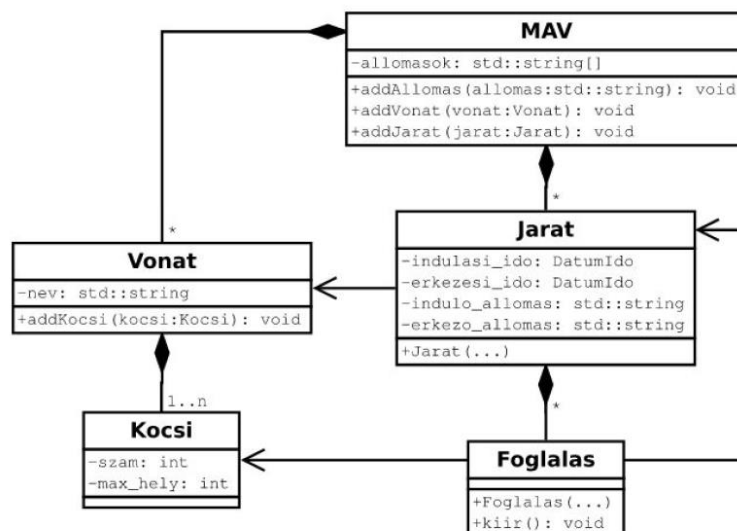 MAV
-allomasok: std::string[]
+addAllomas(allomas:std::string): void
+addVonat(vonat:Vonat): void
+addJarat(jarat:Jarat): void
*
*
Vonat
-nev: std::string
+addKocsi(kocsi:Kocsi): void
Jarat
-indulasi_ido: DatumIdo
-erkezesi_ido: DatumIdo
-indulo_allomas: std::string
-erkezo_allomas: std::string
+Jarat(...)
1..n
*
Kocsi
-szam: int
-max_hely: int
Foglalas
+Foglalas(...)
+kiir(): void